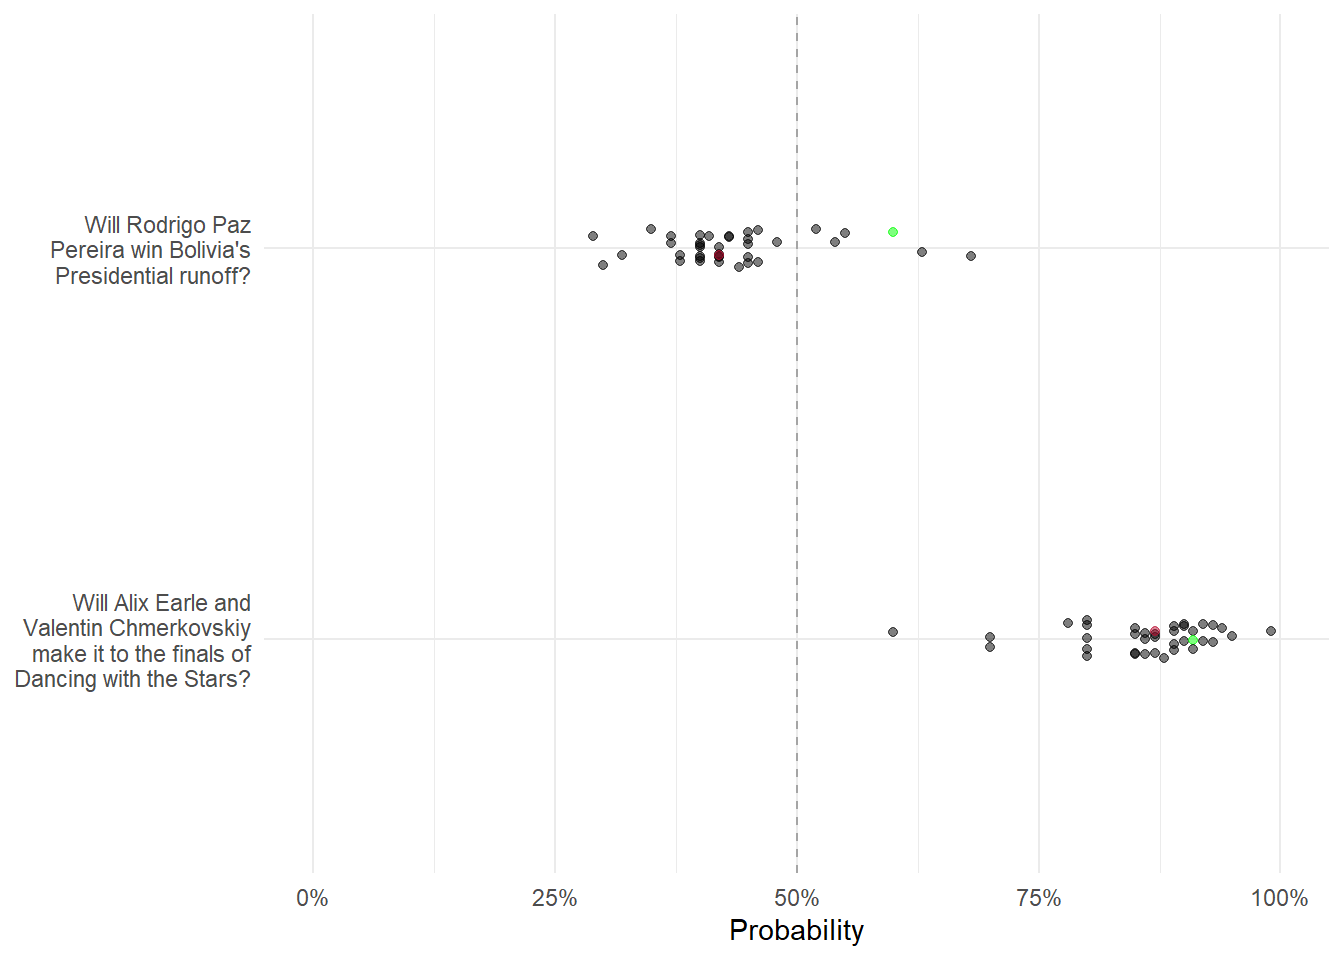 Will Rodrigo Paz
Pereira win Bolivia's
Presidential runoff?
Will Alix Earle and
Valentin Chmerkovskiy
make it to the finals of
Dancing with the Stars?
0%
25%
50%
75%
100%
Probability